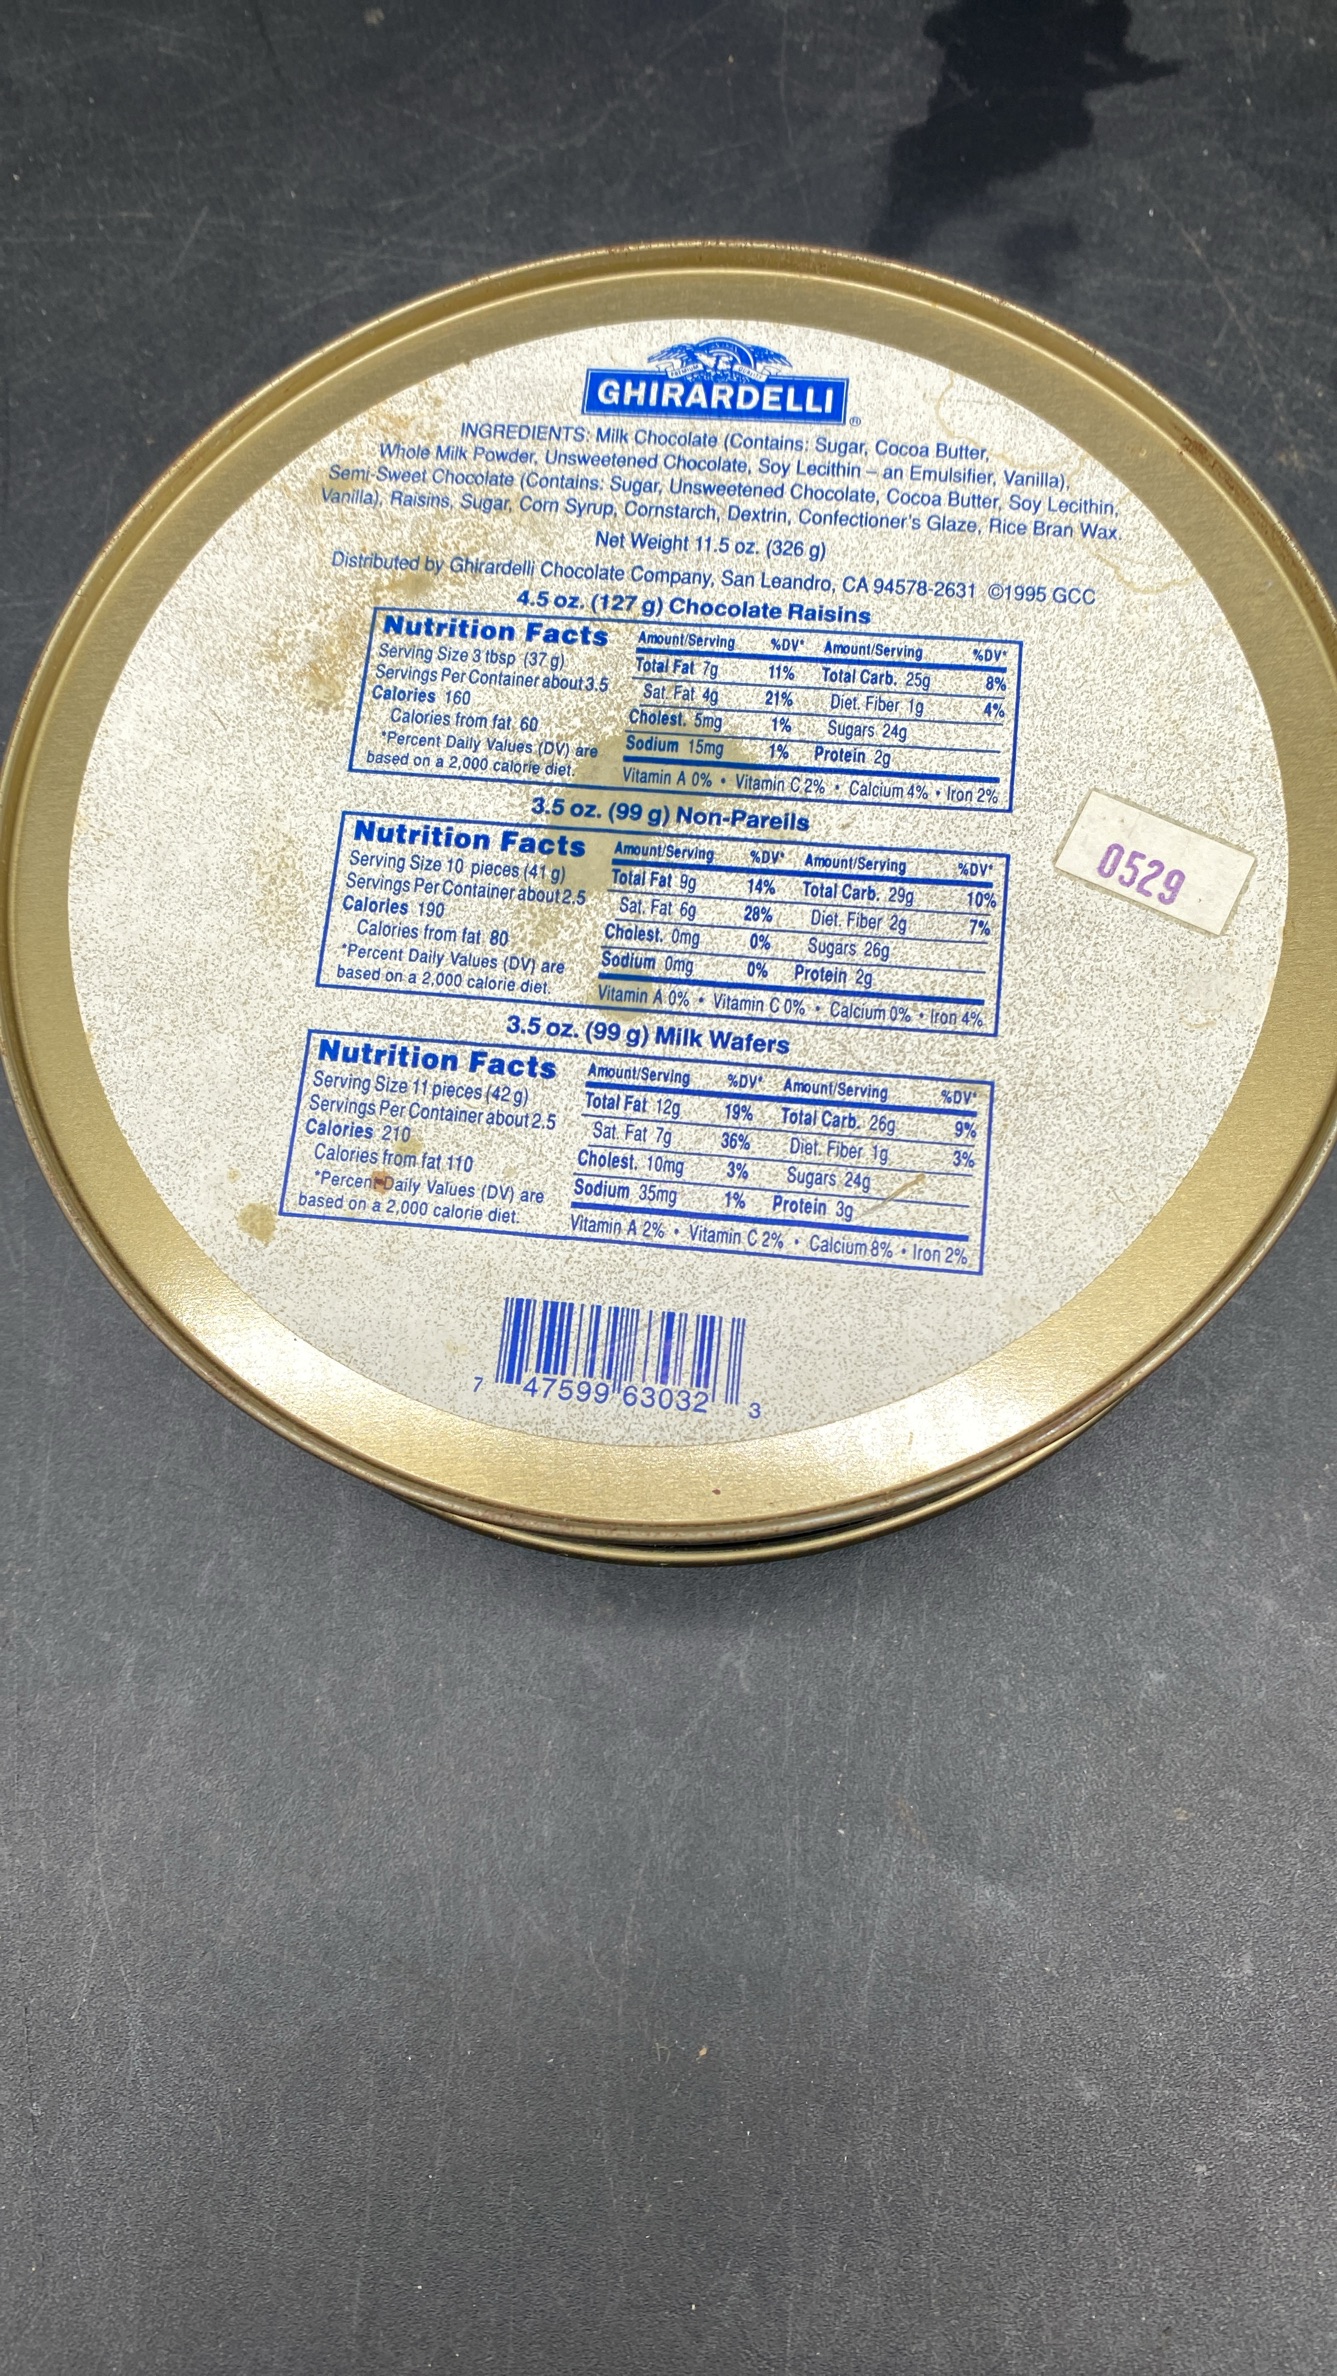 PREMIUM QUALITY
GHIRARDELLI®
INGREDIENTS: Milk Chocolate (Contains: Sugar, Cocoa Butter,
Whole Milk Powder, Unsweetened Chocolate, Soy Lecithin – an Emulsifier, Vanilla),
Semi-Sweet Chocolate (Contains: Sugar, Unsweetened Chocolate, Cocoa Butter, Soy Lecithin,
Vanilla), Raisins, Sugar, Corn Syrup, Cornstarch, Dextrin, Confectioner's Glaze, Rice Bran Wax.
Net Weight 11.5 oz. (326 g)
Distributed by Ghirardelli Chocolate Company, San Leandro, CA 94578-2631 ©1995 GCC
4.5 oz. (127 g) Chocolate Raisins
Nutrition Facts
Serving Size 3 tbsp (37 g)
Servings Per Container about 3.5
Calories 160
Calories from fat 60
*Percent Daily Values (DV) are
based on a 2,000 calorie diet.
Amount/Serving %DV* Amount/Serving %DV*
Total Fat 7g 11% Total Carb. 25g 8%
Sat. Fat 4g 21% Diet. Fiber 1g 4%
Cholest. 5mg 1% Sugars 24g
Sodium 15mg 1% Protein 2g
Vitamin A 0% • Vitamin C 2% • Calcium 4% • Iron 2%
3.5 oz. (99 g) Non-Pareils
Nutrition Facts
Serving Size 10 pieces (41 g)
Servings Per Container about 2.5
Calories 190
Calories from fat 80
*Percent Daily Values (DV) are
based on a 2,000 calorie diet.
Amount/Serving %DV* Amount/Serving %DV*
Total Fat 9g 14% Total Carb. 29g 10%
Sat. Fat 6g 28% Diet. Fiber 2g 7%
Cholest. 0mg 0% Sugars 26g
Sodium 0mg 0% Protein 2g
Vitamin A 0% • Vitamin C 0% • Calcium 0% • Iron 4%
0529
3.5 oz. (99 g) Milk Wafers
Nutrition Facts
Serving Size 11 pieces (42 g)
Servings Per Container about 2.5
Calories 210
Calories from fat 110
*Percent Daily Values (DV) are
based on a 2,000 calorie diet.
Amount/Serving %DV* Amount/Serving %DV*
Total Fat 12g 19% Total Carb. 26g 9%
Sat. Fat 7g 36% Diet. Fiber 1g 3%
Cholest. 10mg 3% Sugars 24g
Sodium 35mg 1% Protein 3g
Vitamin A 2% • Vitamin C 2% • Calcium 8% • Iron 2%
7 47599 63032 3